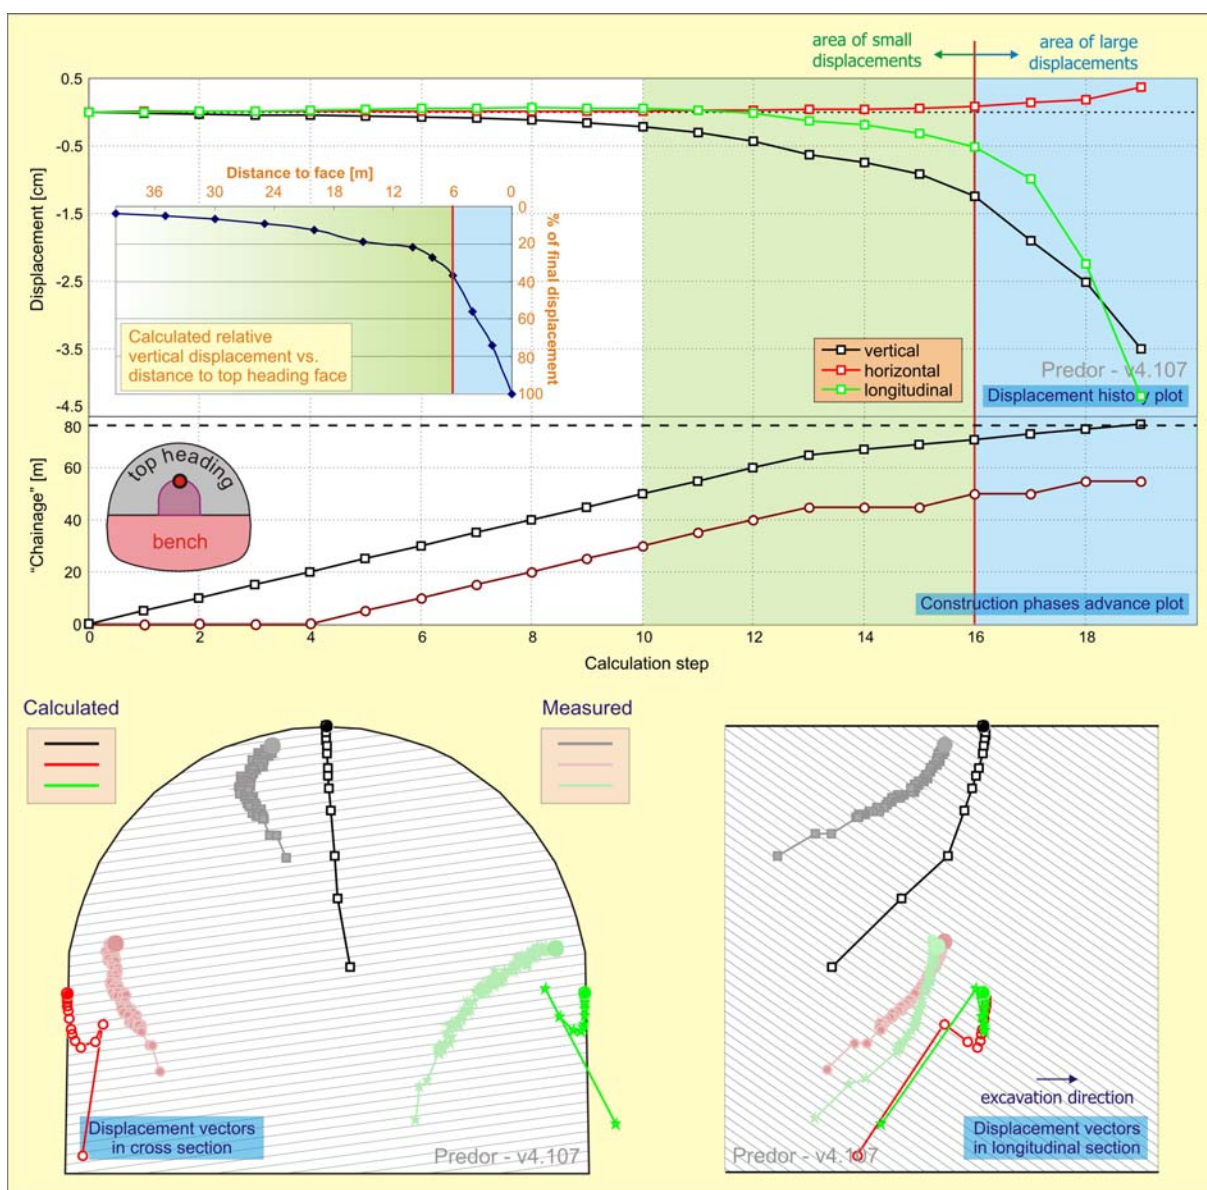 area of small
displacements
area of large
displacements
0.5
-0.5
-1.5
-2.5
-3.5
-4.5
Displacement [cm]
Distance to face [m]
36 30 24 18 12 6 0
0
20
40
60
80
100
% of final displacement
Calculated relative
vertical displacement vs.
distance to top heading face
vertical
horizontal
longitudinal
Predor - v4.107
Displacement history plot
80
60
40
20
0
"Chainage" [m]
top heading
bench
Construction phases advance plot
0 2 4 6 8 10 12 14 16 18
Calculation step
Calculated
Measured
Displacement vectors
in cross section
Predor - v4.107
excavation direction
Displacement vectors
in longitudinal section
Predor - v4.107